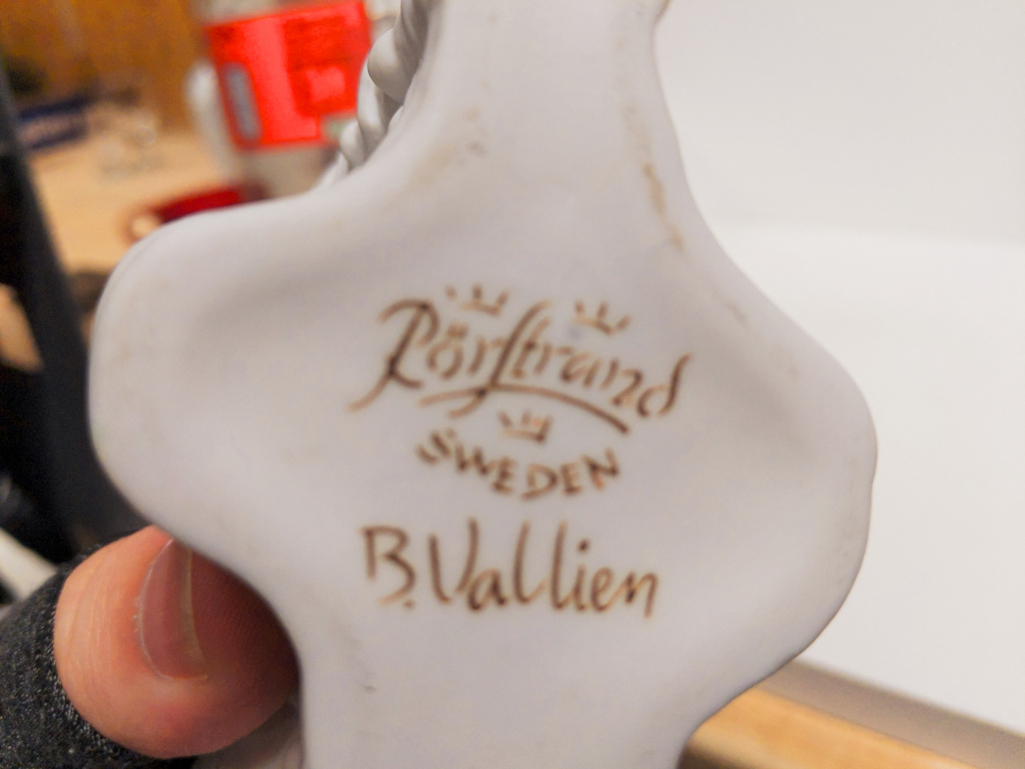 Rörstrand
SWEDEN
B. Vallien